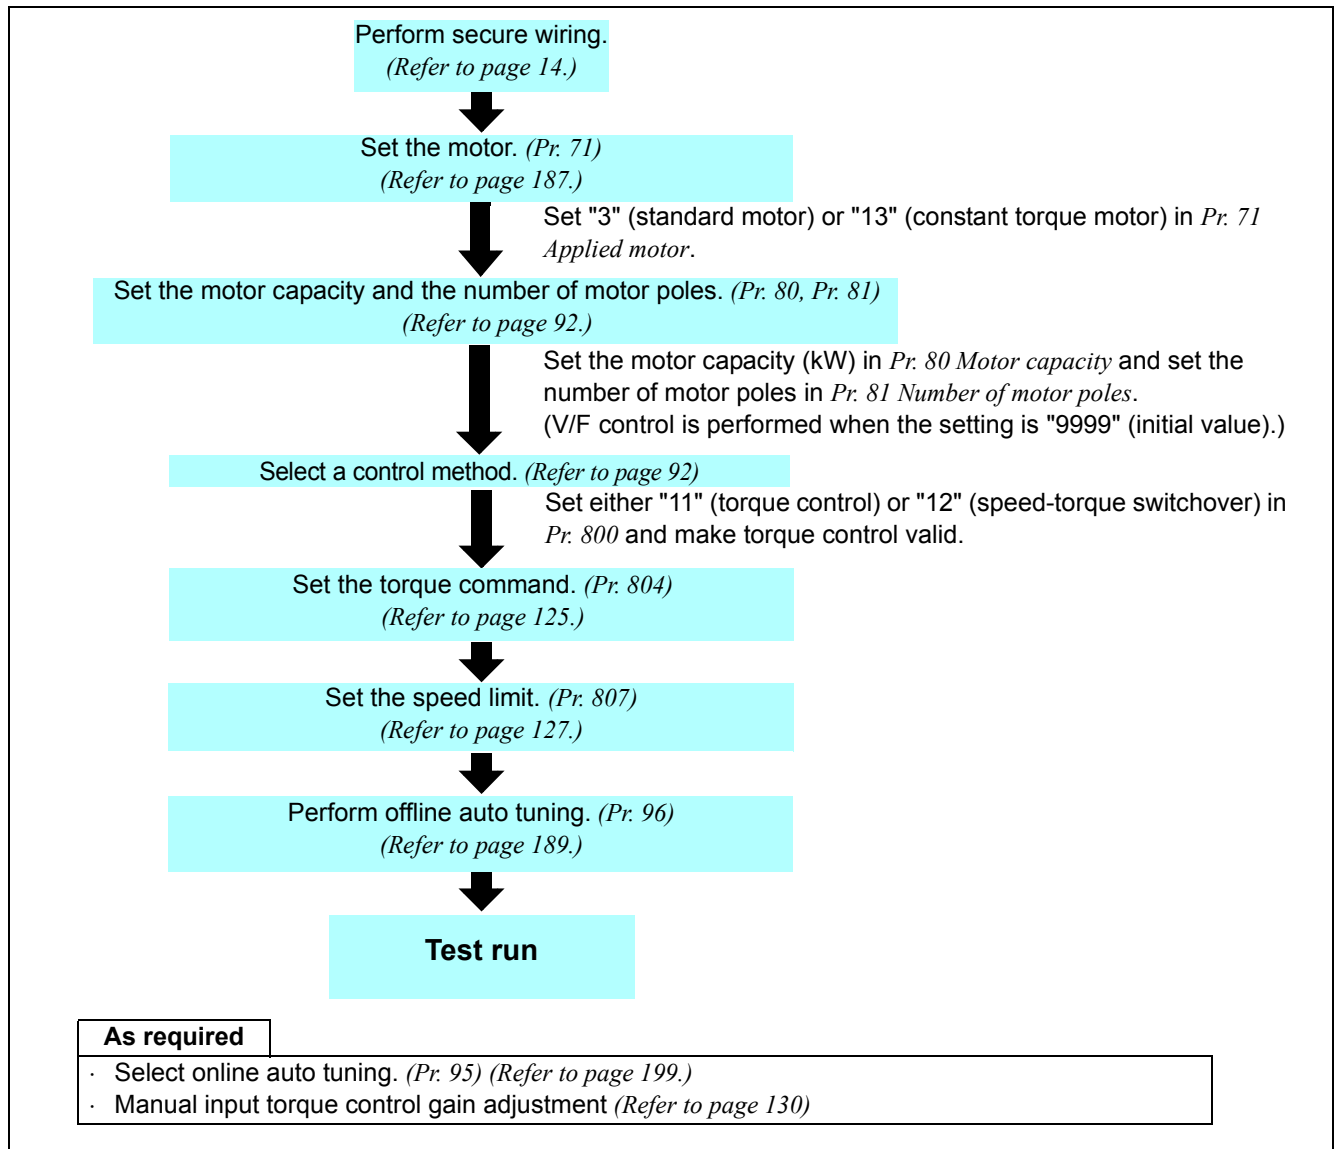 Perform secure wiring.
(Refer to page 14.)
Set the motor. (Pr. 71)
(Refer to page 187.)
Set "3" (standard motor) or "13" (constant torque motor) in Pr. 71
Applied motor.
Set the motor capacity and the number of motor poles. (Pr. 80, Pr. 81)
(Refer to page 92.)
Set the motor capacity (kW) in Pr. 80 Motor capacity and set the
number of motor poles in Pr. 81 Number of motor poles.
(V/F control is performed when the setting is "9999" (initial value).)
Select a control method. (Refer to page 92)
Set either "11" (torque control) or "12" (speed-torque switchover) in
Pr. 800 and make torque control valid.
Set the torque command. (Pr. 804)
(Refer to page 125.)
Set the speed limit. (Pr. 807)
(Refer to page 127.)
Perform offline auto tuning. (Pr. 96)
(Refer to page 189.)
Test run
As required
· Select online auto tuning. (Pr. 95) (Refer to page 199.)
· Manual input torque control gain adjustment (Refer to page 130)